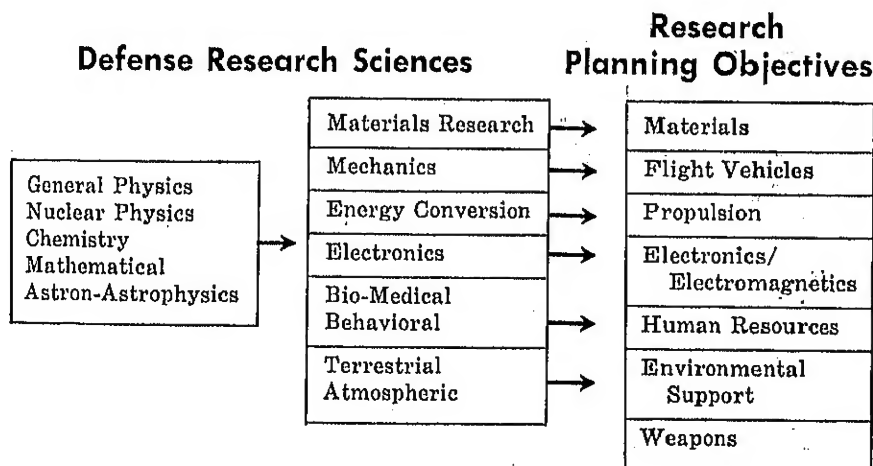 Defense Research Sciences
Research
Planning Objectives
General Physics
Nuclear Physics
Chemistry
Mathematical
Astron-Astrophysics
Materials Research
Mechanics
Energy Conversion
Electronics
Bio-Medical
Behavioral
Terrestrial
Atmospheric
Materials
Flight Vehicles
Propulsion
Electronics/
Electromagnetics
Human Resources
Environmental
Support
Weapons